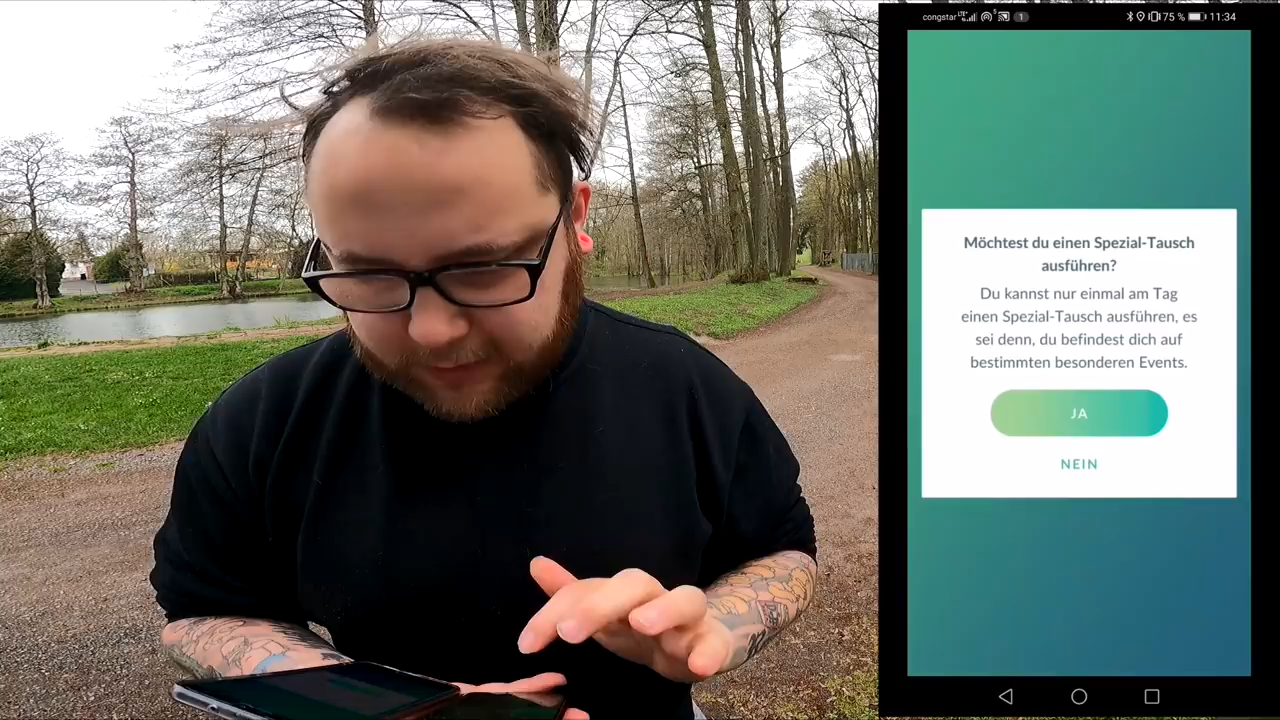 congstar 1 75 % 11:34
Möchtest du einen Spezial-Tausch
ausführen?
Du kannst nur einmal am Tag
einen Spezial-Tausch ausführen, es
sei denn, du befindest dich auf
bestimmten besonderen Events.
JA
NEIN